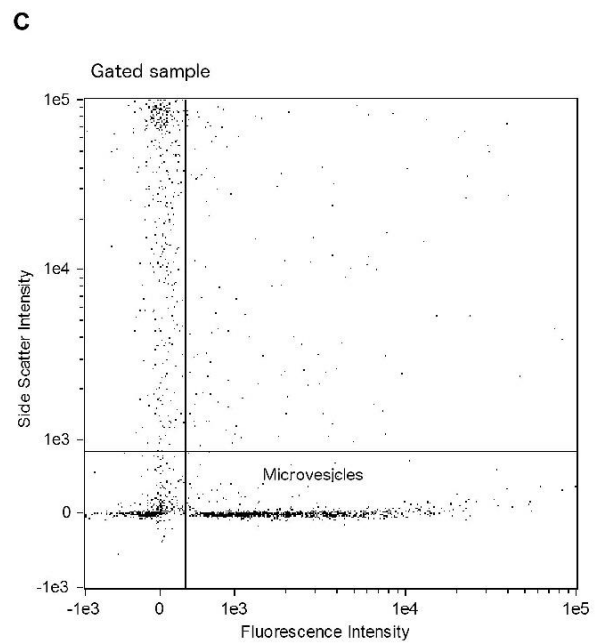 C
Gated sample
1e5
1e4
1e3
0
-1e3
Side Scatter Intensity
Microvesicles
-1e3 0 1e3 1e4 1e5
Fluorescence Intensity